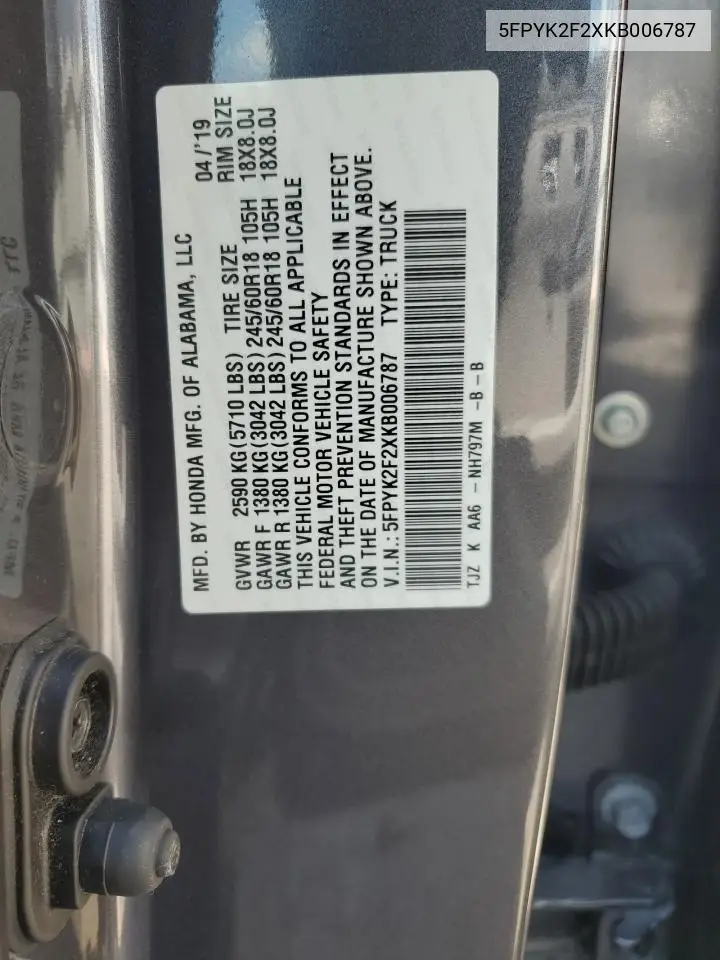 5FPYK2F2XKB006787
MFD. BY HONDA MFG. OF ALABAMA, LLC 04/'19
GVWR 2590 KG(5710 LBS) TIRE SIZE RIM SIZE
GAWR F 1380 KG(3042 LBS)245/60R18 105H 18X8.0J
GAWR R 1380 KG(3042 LBS)245/60R18 105H 18X8.0J
THIS VEHICLE CONFORMS TO ALL APPLICABLE
FEDERAL MOTOR VEHICLE SAFETY
AND THEFT PREVENTION STANDARDS IN EFFECT
ON THE DATE OF MANUFACTURE SHOWN ABOVE.
V.I.N.:5FPYK2F2XKB006787 TYPE: TRUCK
TJZ K AA6 - NH797M -B - B